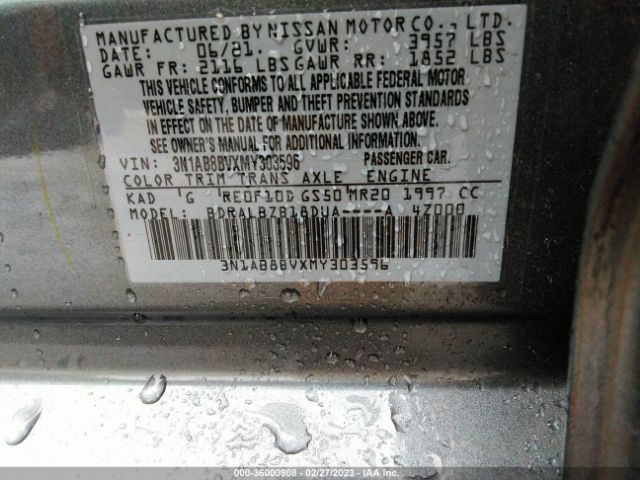 MANUFACTURED BY NISSAN MOTOR CO., LTD.
DATE: 06/21. GVWR: 3957 LBS
GAWR FR: 2116 LBS GAWR RR: 1852 LBS
THIS VEHICLE CONFORMS TO ALL APPLICABLE FEDERAL MOTOR
VEHICLE SAFETY, BUMPER AND THEFT PREVENTION STANDARDS
IN EFFECT ON THE DATE OF MANUFACTURE SHOWN ABOVE.
SEE OWNER'S MANUAL FOR ADDITIONAL INFORMATION.
VIN: 3N1AB8BVXMY303596 PASSENGER CAR.
COLOR TRIM TRANS AXLE ENGINE
KAD G RE0F10D GS50 MR20 1997 CC
MODEL: BDRALBZB18DUA----A 4Z000
3N1AB8BVXMY303596
000-36000908 - 02/27/2023 - IAA Inc.